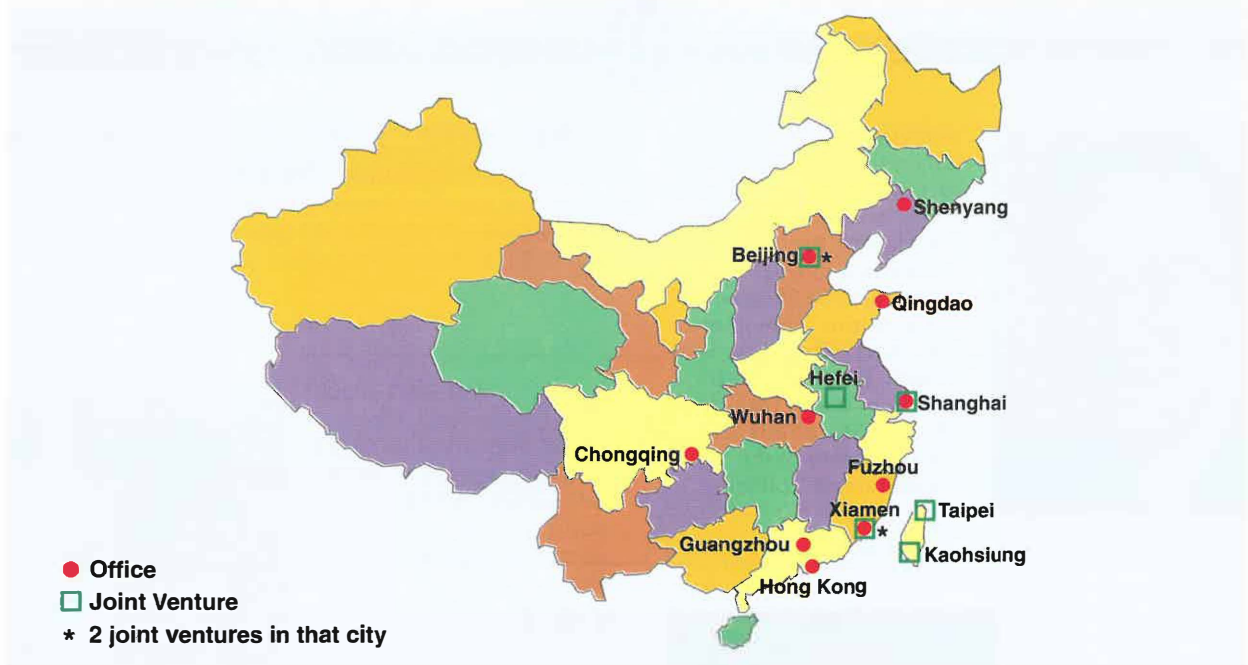 Shenyang
Beijing *
Qingdao
Hefei
Shanghai
Wuhan
Chongqing
Fuzhou
Xiamen *
Taipei
Guangzhou
Kaohsiung
Hong Kong
Office
Joint Venture
* 2 joint ventures in that city